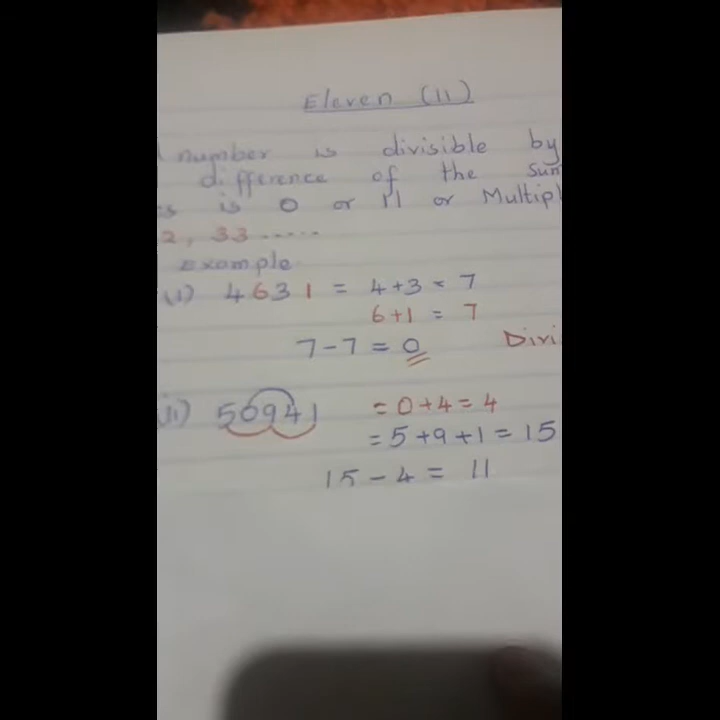 Eleven (11)
number is divisible by
difference of the Sum
is 0 or 11 or Multipl
2, 33 .....
Example
(i) 4631 = 4+3 = 7
6+1 = 7
7-7 = 0 Divi
(ii) 50941 = 0+4 = 4
= 5+9+1 = 15
15-4 = 11